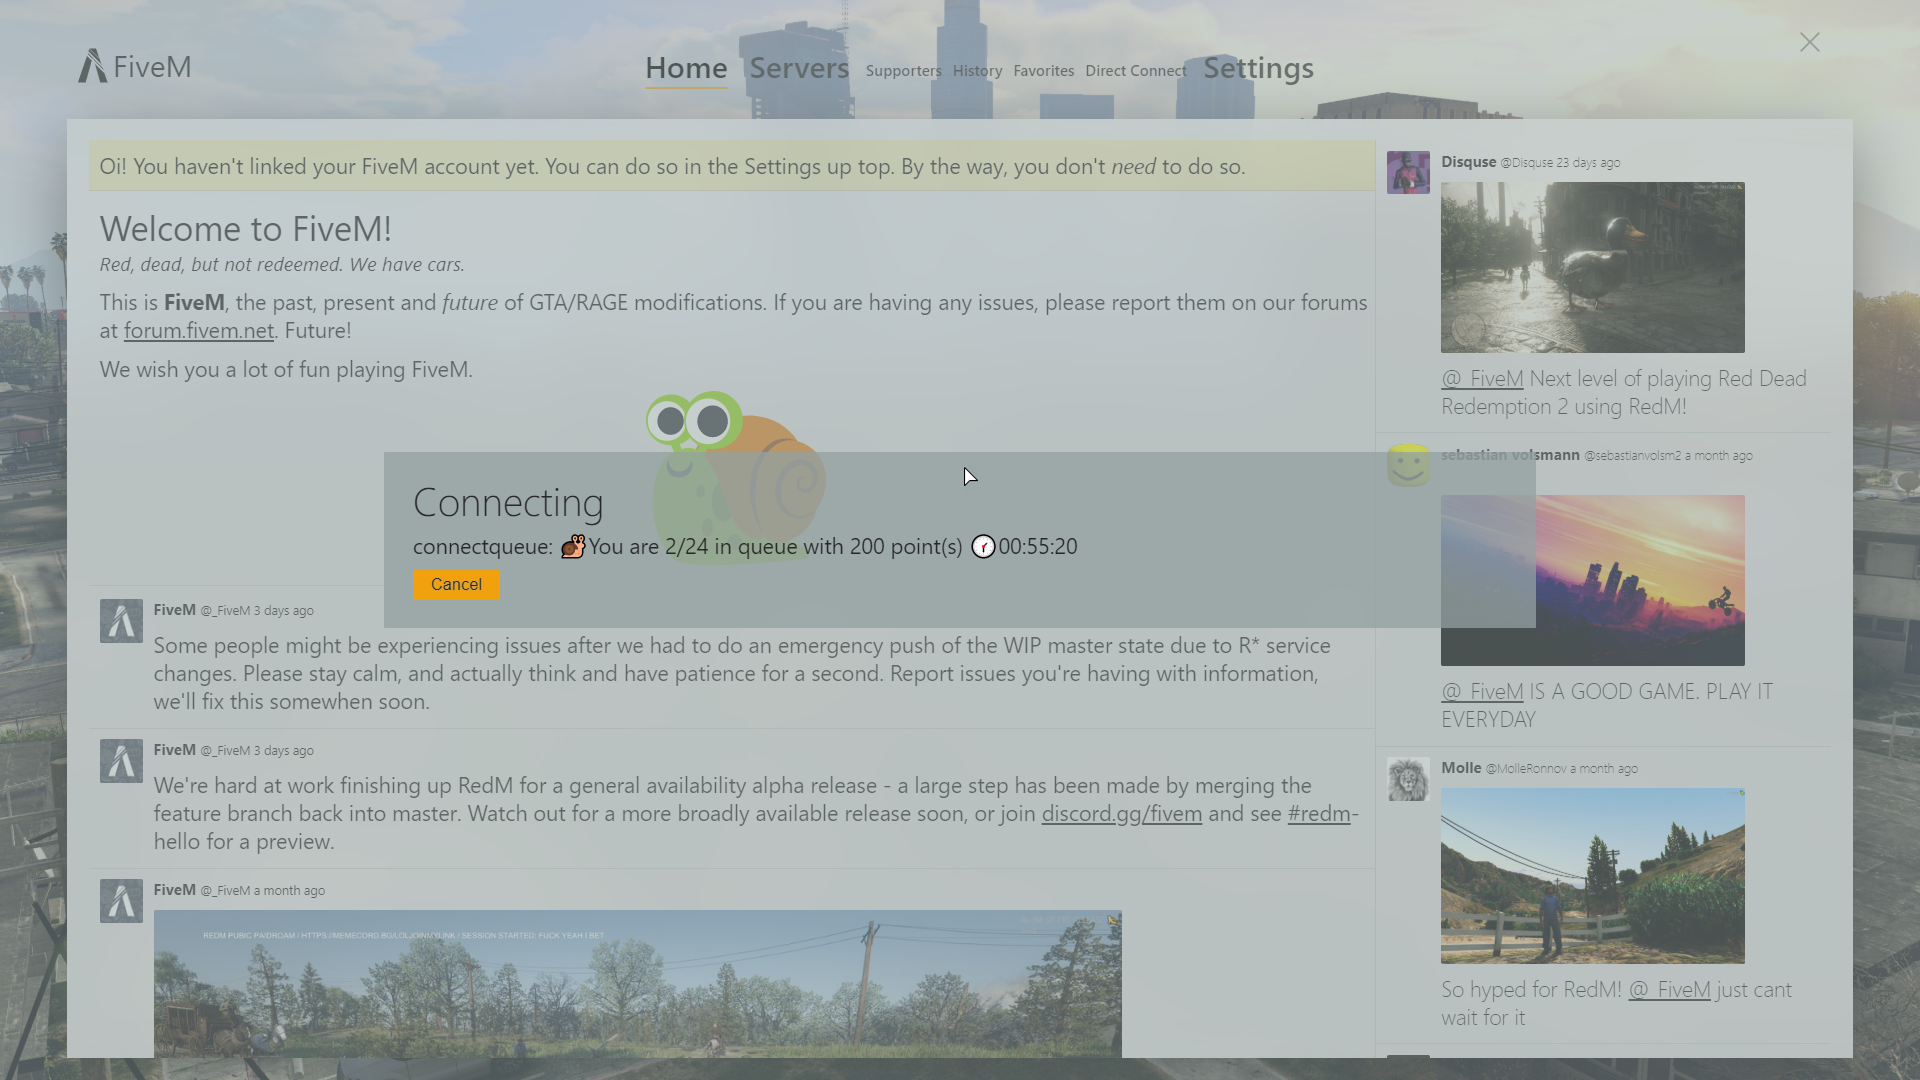 FiveM
Home Servers Supporters History Favorites Direct Connect Settings
Oi! You haven't linked your FiveM account yet. You can do so in the Settings up top. By the way, you don't need to do so.
Welcome to FiveM!
Red, dead, but not redeemed. We have cars.
This is FiveM, the past, present and future of GTA/RAGE modifications. If you are having any issues, please report them on our forums
at forum.fivem.net. Future!
We wish you a lot of fun playing FiveM.
Connecting
connectqueue: 🐌You are 2/24 in queue with 200 point(s) 🕐00:55:20
Cancel
FiveM @_FiveM 3 days ago
Some people might be experiencing issues after we had to do an emergency push of the WIP master state due to R* service
changes. Please stay calm, and actually think and have patience for a second. Report issues you're having with information,
we'll fix this somewhen soon.
FiveM @_FiveM 3 days ago
We're hard at work finishing up RedM for a general availability alpha release - a large step has been made by merging the
feature branch back into master. Watch out for a more broadly available release soon, or join discord.gg/fivem and see #redm-
hello for a preview.
FiveM @_FiveM a month ago
REDM PUBIC PAIDROAM / HTTPS://MEMECORD.BG/LOLJOINMYLINK / SESSION STARTED: FUCK YEAH I BET
Disquse @Disquse 23 days ago
@_FiveM Next level of playing Red Dead
Redemption 2 using RedM!
sebastian volsmann @sebastianvolsm2 a month ago
@_FiveM IS A GOOD GAME. PLAY IT
EVERYDAY
Molle @MolleRonnov a month ago
So hyped for RedM! @_FiveM just cant
wait for it